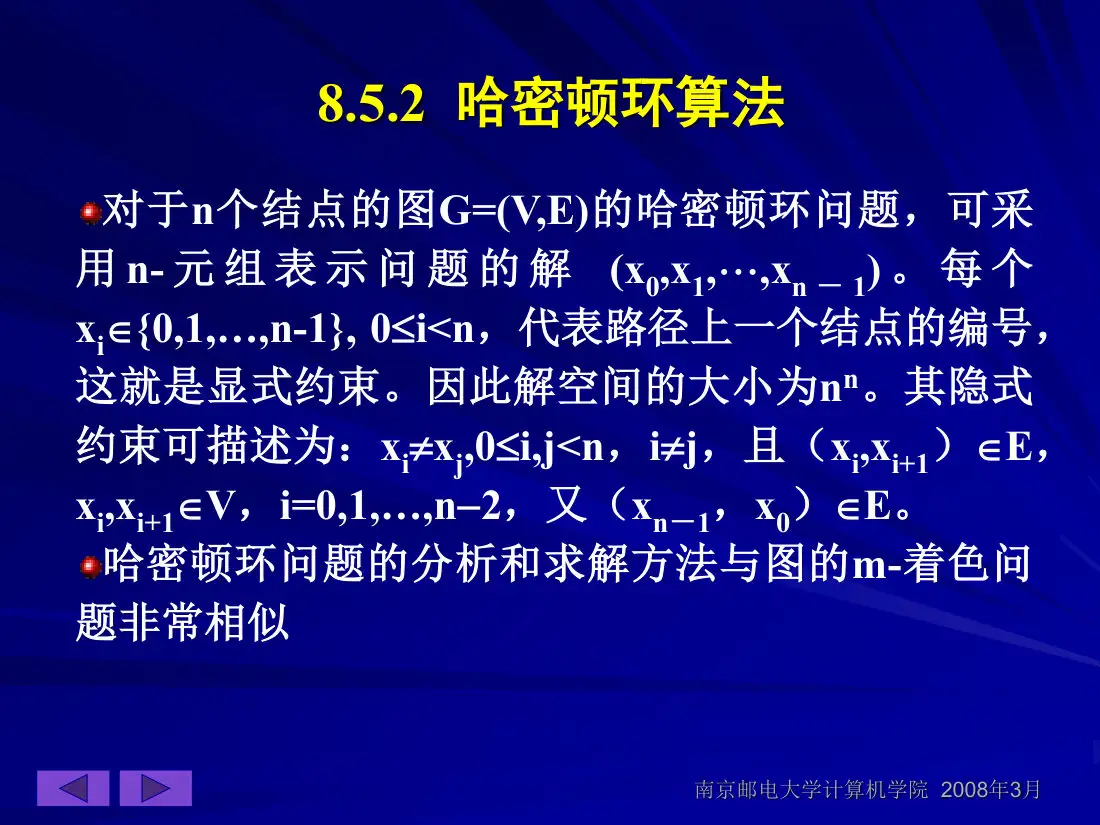 8.5.2 哈密顿环算法
对于n个结点的图G=(V,E)的哈密顿环问题，可采
用n-元组表示问题的解 (x0,x1,⋯,xn－1)。每个
xi∈{0,1,…,n-1}, 0≤i<n，代表路径上一个结点的编号，
这就是显式约束。因此解空间的大小为nⁿ。其隐式
约束可描述为：xi≠xj,0≤i,j<n，i≠j，且（xi,xi+1）∈E，
xi,xi+1∈V，i=0,1,…,n−2，又（xn－1，x0）∈E。
哈密顿环问题的分析和求解方法与图的m-着色问
题非常相似
南京邮电大学计算机学院 2008年3月